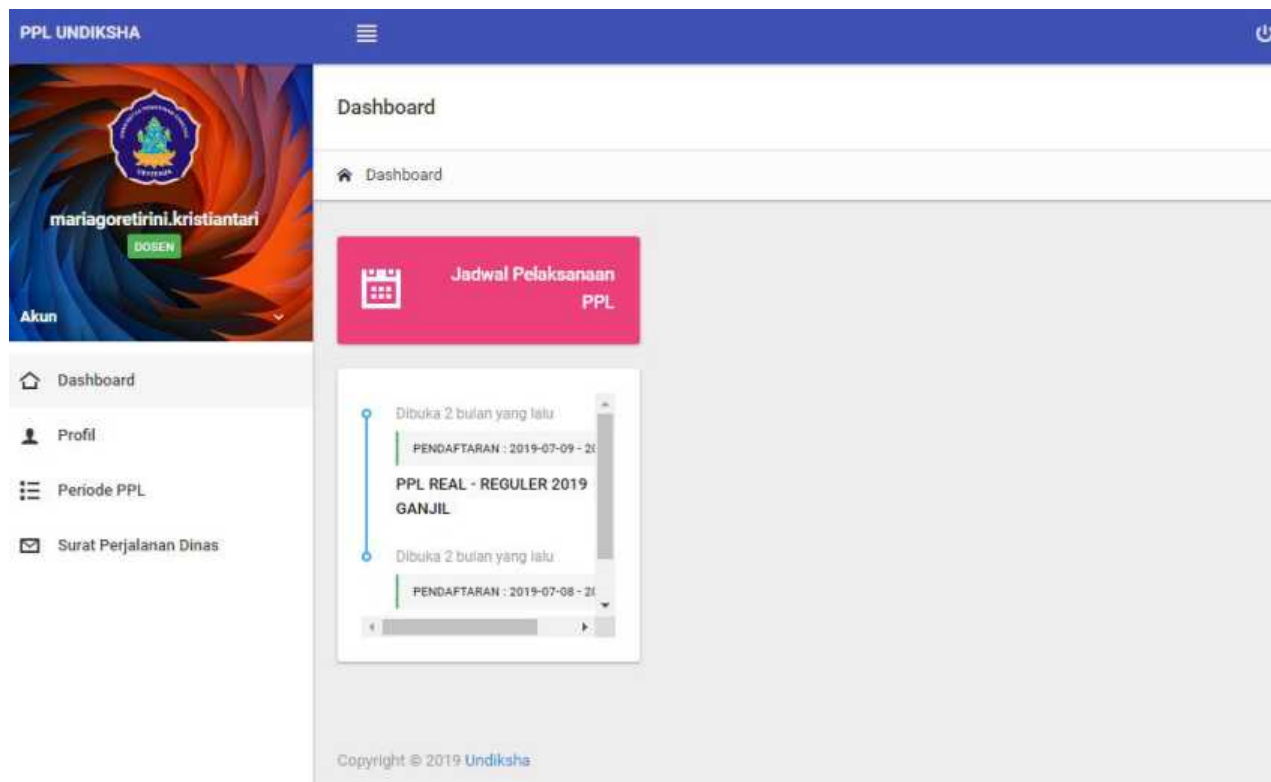 PPL UNDIKSHA
mariagoretirini.kristiantari
DOSEN
Akun
Dashboard
Profil
Periode PPL
Surat Perjalanan Dinas
Dashboard
Dashboard
Jadwal Pelaksanaan
PPL
Dibuka 2 bulan yang lalu
PENDAFTARAN : 2019-07-09 - 20
PPL REAL - REGULER 2019
GANJIL
Dibuka 2 bulan yang lalu
PENDAFTARAN : 2019-07-08 - 20
Copyright © 2019 Undiksha